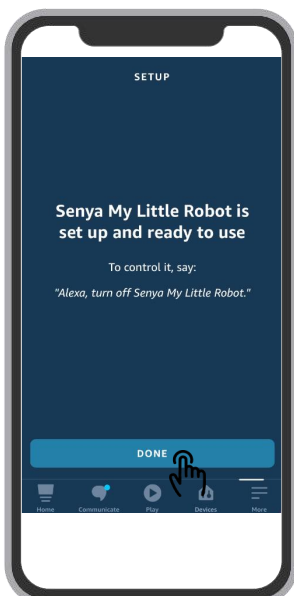 SETUP
Senya My Little Robot is
set up and ready to use
To control it, say:
"Alexa, turn off Senya My Little Robot."
DONE
Home Communicate Play Devices More